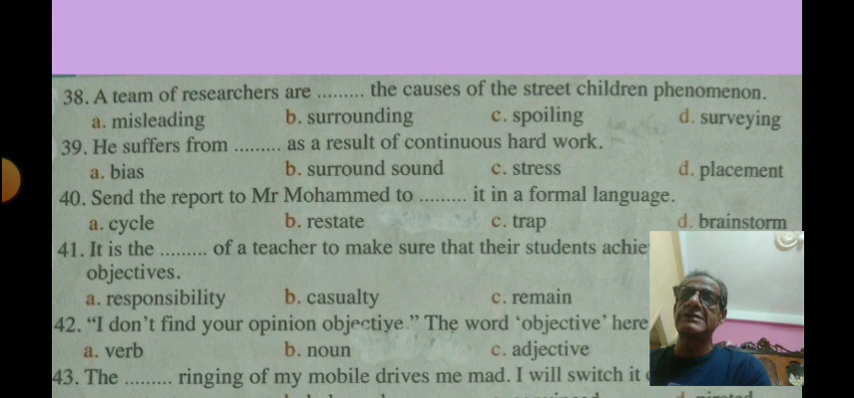 38. A team of researchers are ......... the causes of the street children phenomenon.
a. misleading b. surrounding c. spoiling d. surveying
39. He suffers from ......... as a result of continuous hard work.
a. bias b. surround sound c. stress d. placement
40. Send the report to Mr Mohammed to ......... it in a formal language.
a. cycle b. restate c. trap d. brainstorm
41. It is the ......... of a teacher to make sure that their students achie
objectives.
a. responsibility b. casualty c. remain
42. “I don’t find your opinion objective.” The word ‘objective’ here
a. verb b. noun c. adjective
43. The ......... ringing of my mobile drives me mad. I will switch it